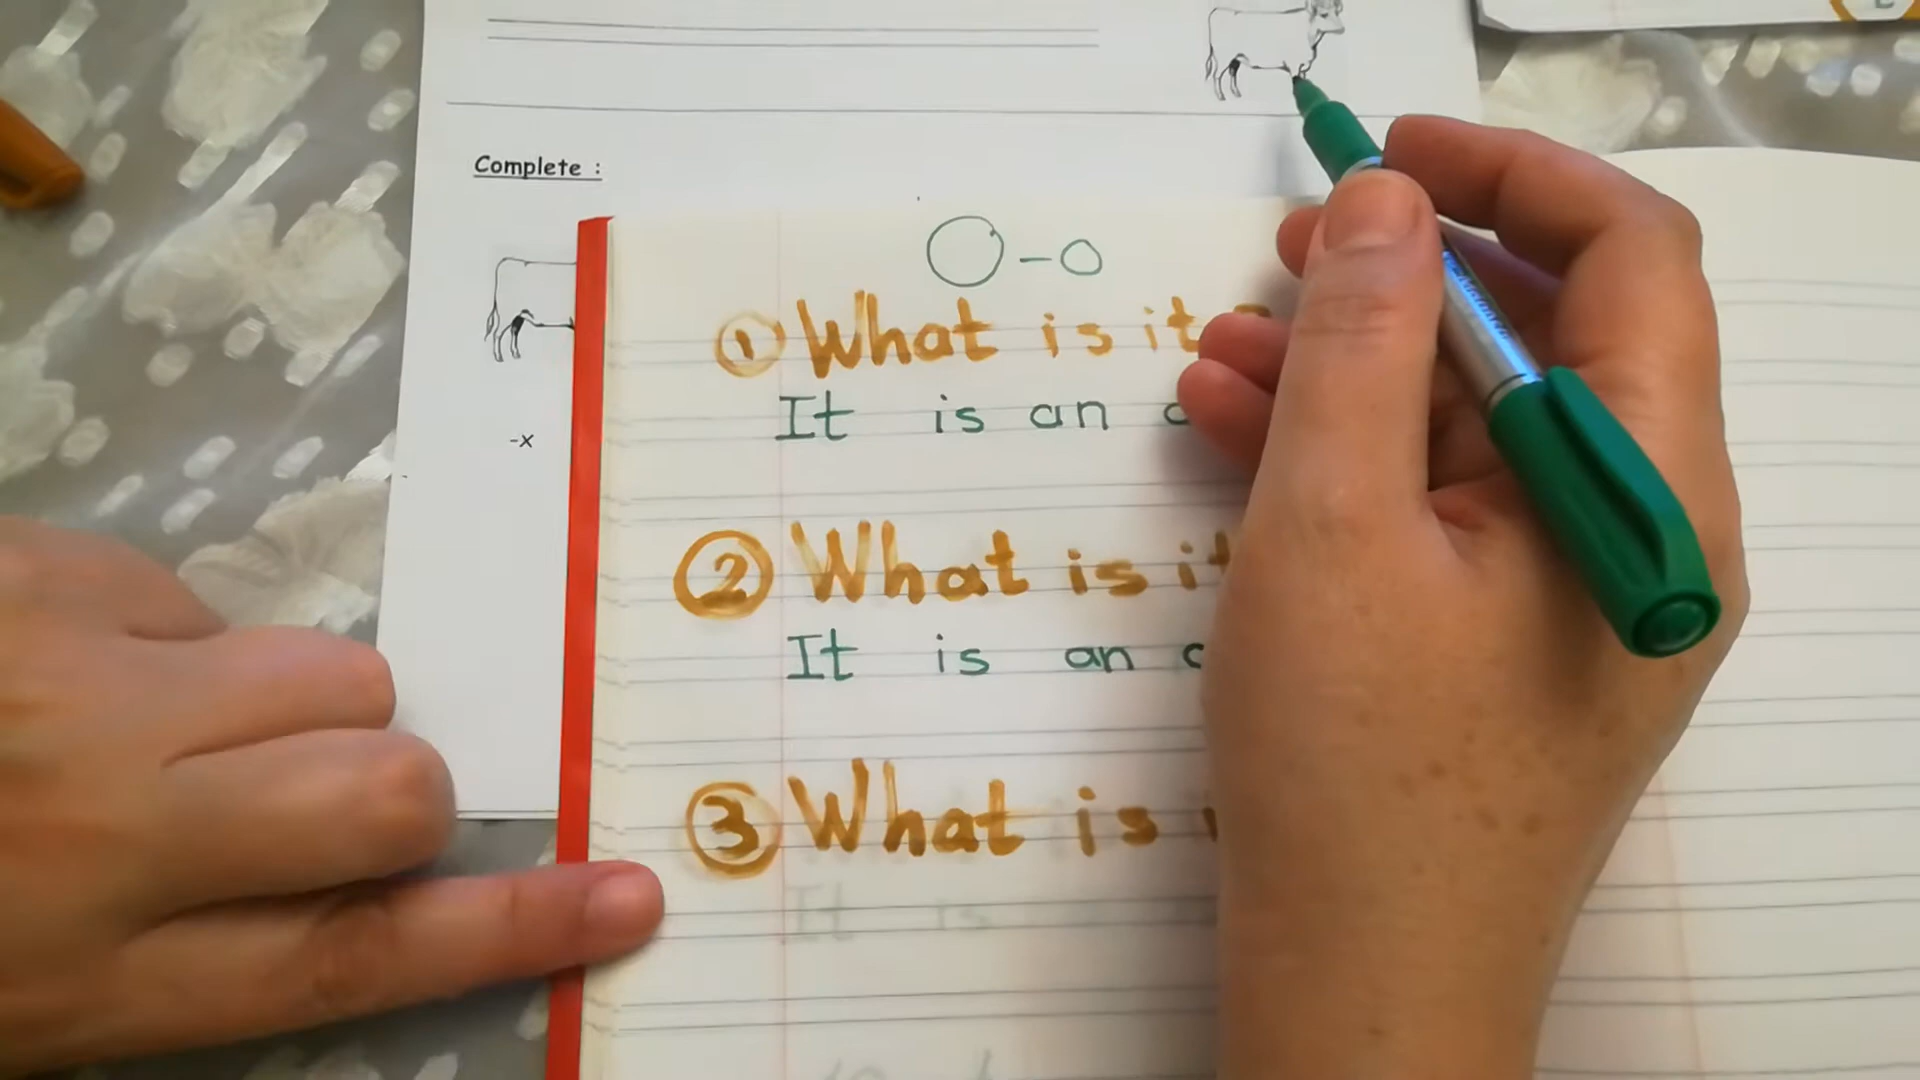 Complete :
O - o
① What is it?
It is an
-x
② What is it
It is an
③ What is
It is